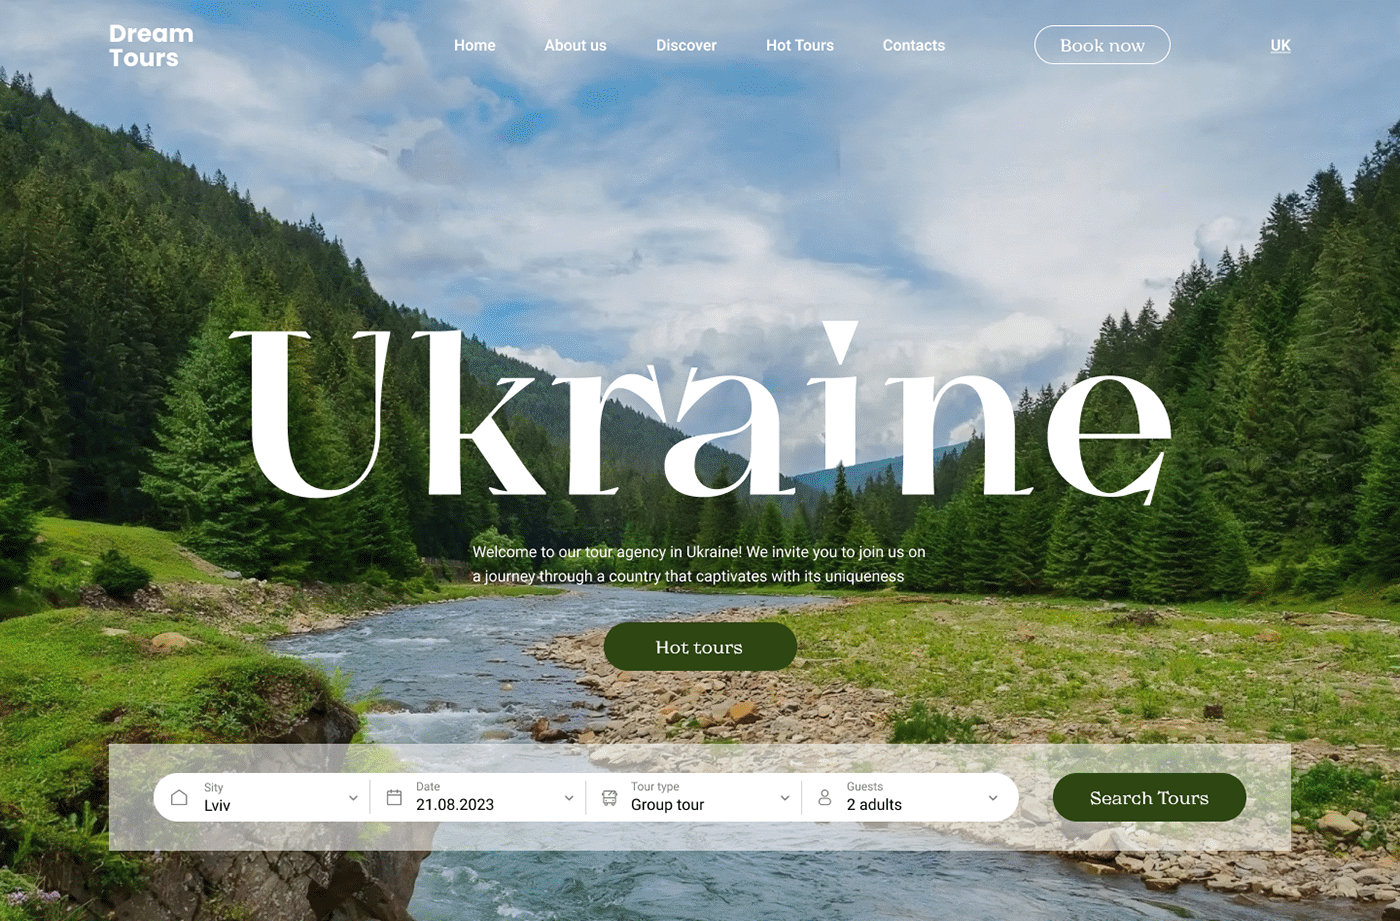 Dream
Tours
Home
About us
Discover
Hot Tours
Contacts
Book now
UK
Ukraine
Welcome to our tour agency in Ukraine! We invite you to join us on
a journey through a country that captivates with its uniqueness
Hot tours
Sity
Lviv
Date
21.08.2023
Tour type
Group tour
Guests
2 adults
Search Tours